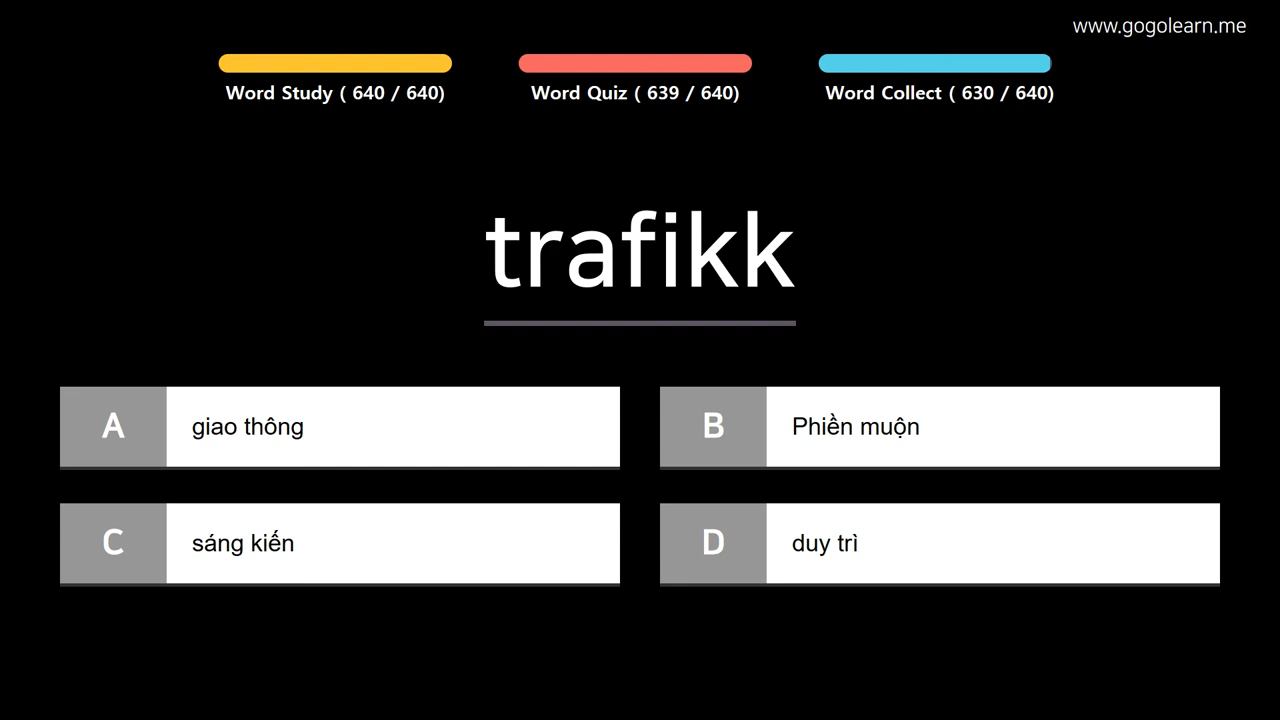 www.gogolearn.me
Word Study ( 640 / 640)
Word Quiz ( 639 / 640)
Word Collect ( 630 / 640)
trafikk
A
giao thông
B
Phiền muộn
C
sáng kiến
D
duy trì